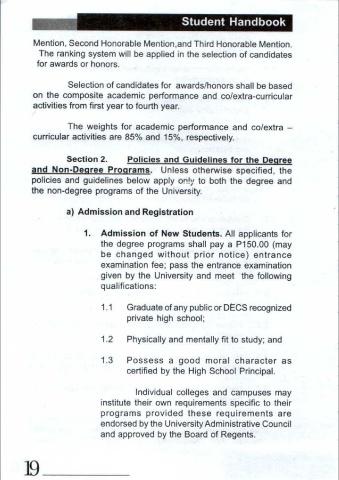 Student Handbook
Mention, Second Honorable Mention,and Third Honorable Mention.
The ranking system will be applied in the selection of candidates
for awards or honors.
Selection of candidates for awards/honors shall be based
on the composite academic performance and co/extra-curricular
activities from first year to fourth year.
The weights for academic performance and co/extra –
curricular activities are 85% and 15%, respectively.
Section 2. Policies and Guidelines for the Degree
and Non-Degree Programs. Unless otherwise specified, the
policies and guidelines below apply only to both the degree and
the non-degree programs of the University.
a) Admission and Registration
1. Admission of New Students. All applicants for
the degree programs shall pay a P150.00 (may
be changed without prior notice) entrance
examination fee; pass the entrance examination
given by the University and meet the following
qualifications:
1.1 Graduate of any public or DECS recognized
private high school;
1.2 Physically and mentally fit to study; and
1.3 Possess a good moral character as
certified by the High School Principal.
Individual colleges and campuses may
institute their own requirements specific to their
programs provided these requirements are
endorsed by the University Administrative Council
and approved by the Board of Regents.
19